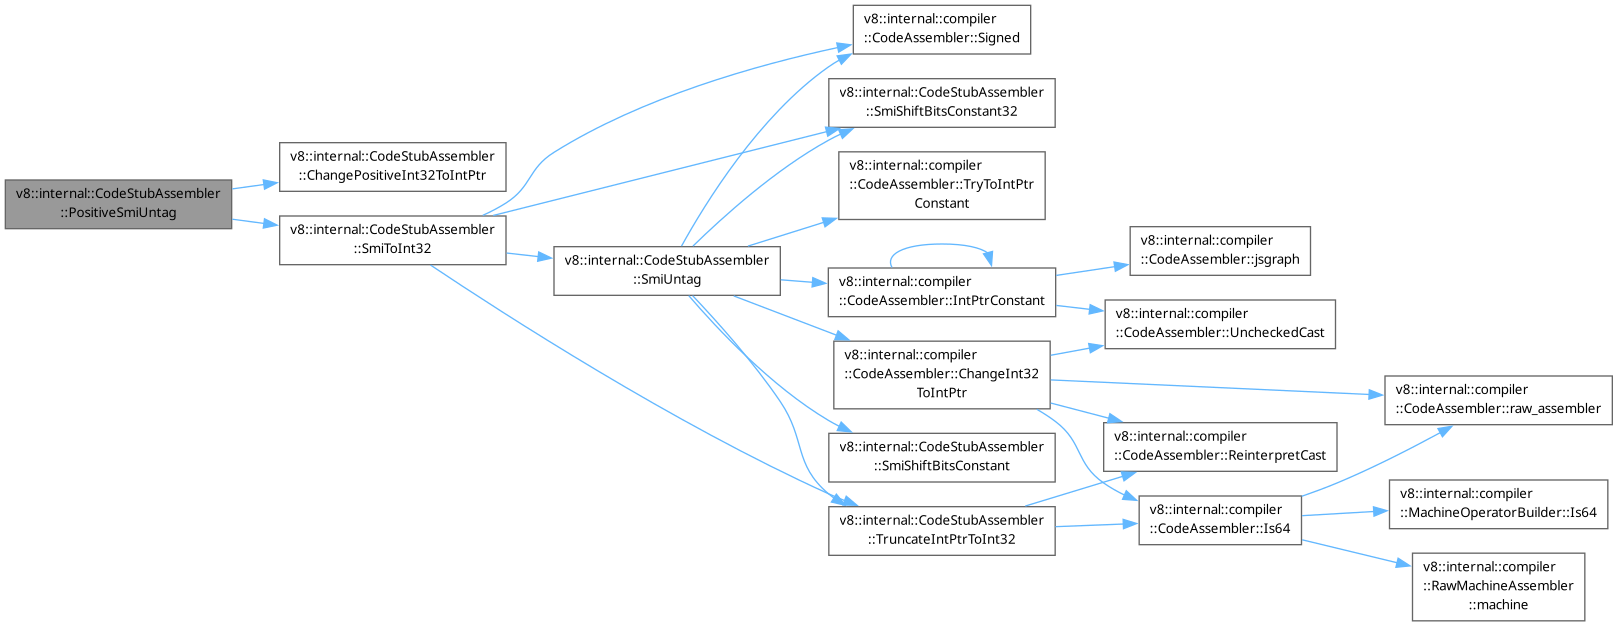 v8::internal::CodeStubAssembler
::PositiveSmiUntag
v8::internal::CodeStubAssembler
::ChangePositiveInt32ToIntPtr
v8::internal::CodeStubAssembler
::SmiToInt32
v8::internal::compiler
::CodeAssembler::Signed
v8::internal::CodeStubAssembler
::SmiShiftBitsConstant32
v8::internal::CodeStubAssembler
::SmiUntag
v8::internal::compiler
::CodeAssembler::TryToIntPtr
Constant
v8::internal::compiler
::CodeAssembler::IntPtrConstant
v8::internal::compiler
::CodeAssembler::jsgraph
v8::internal::compiler
::CodeAssembler::UncheckedCast
v8::internal::compiler
::CodeAssembler::ChangeInt32
ToIntPtr
v8::internal::compiler
::CodeAssembler::raw_assembler
v8::internal::compiler
::CodeAssembler::ReinterpretCast
v8::internal::CodeStubAssembler
::SmiShiftBitsConstant
v8::internal::compiler
::CodeAssembler::Is64
v8::internal::compiler
::MachineOperatorBuilder::Is64
v8::internal::CodeStubAssembler
::TruncateIntPtrToInt32
v8::internal::compiler
::RawMachineAssembler
::machine